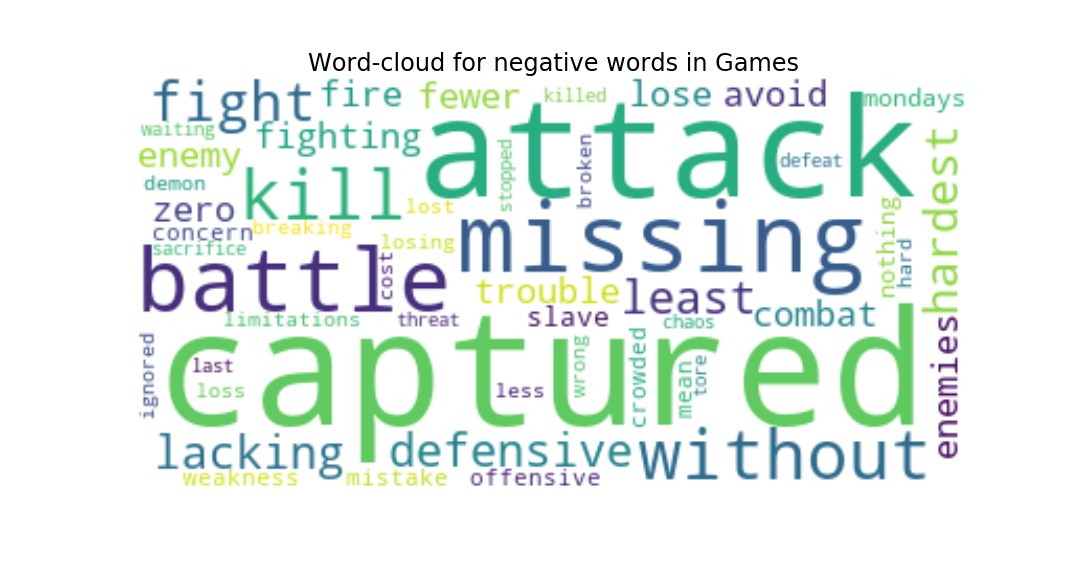 Word-cloud for negative words in Games
fight
fire
fewer
killed
lose
avoid
mondays
waiting
fighting
attack
enemy
stopped
broken
defeat
hardest
demon
kill
zero
lost
missing
nothing
concern
breaking
hard
sacrifice
losing
battle
cost
trouble
least
combat
limitations
threat
slave
chaos
enemies
ignored
captured
last
loss
less
wrong
crowded
mean
tore
lacking
defensive
without
weakness
mistake
offensive